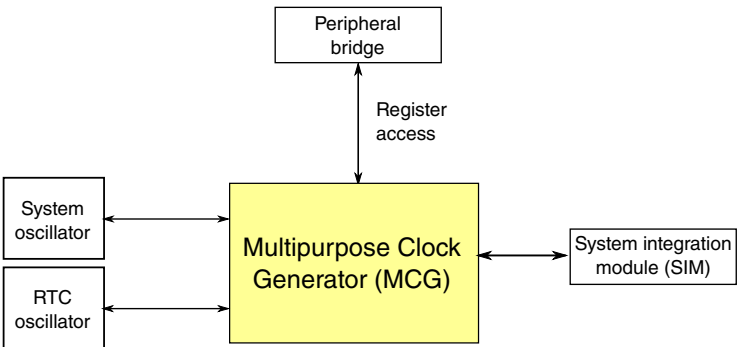 Peripheral
bridge
Register
access
System
oscillator
Multipurpose Clock
Generator (MCG)
System integration
module (SIM)
RTC
oscillator